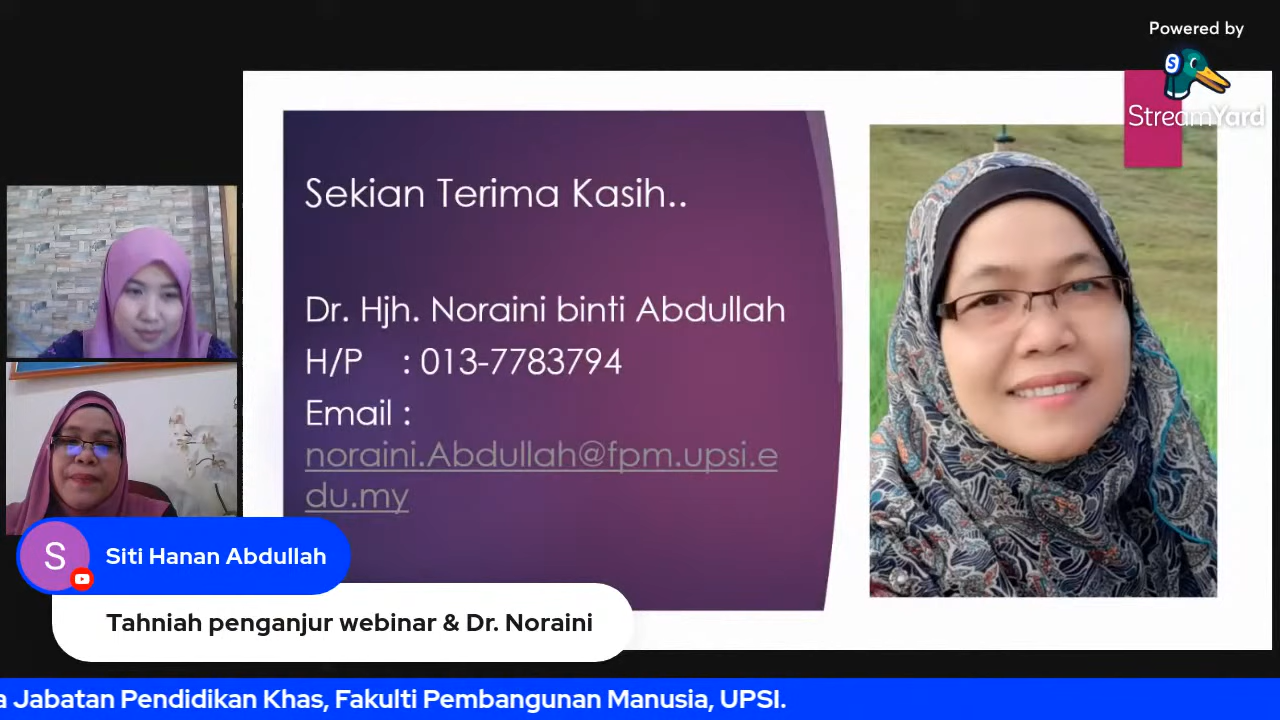 Powered by
StreamYard
Sekian Terima Kasih..
Dr. Hjh. Noraini binti Abdullah
H/P : 013-7783794
Email :
noraini.Abdullah@fpm.upsi.e
du.my
S
Siti Hanan Abdullah
Tahniah penganjur webinar & Dr. Noraini
a Jabatan Pendidikan Khas, Fakulti Pembangunan Manusia, UPSI.